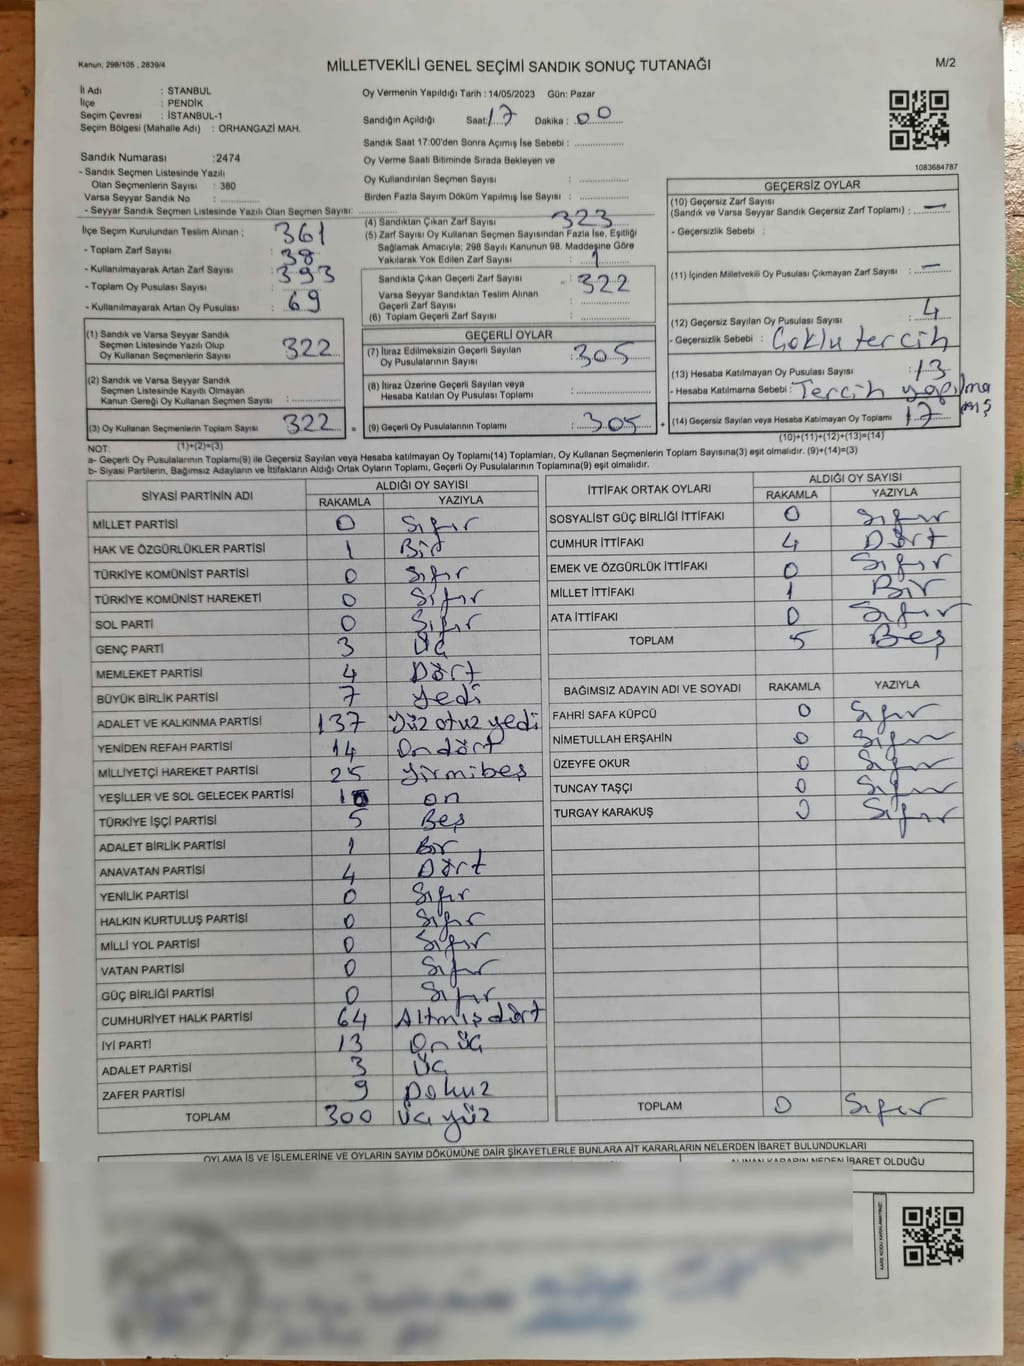 Kanun: 298/105 , 2839/4
MİLLETVEKİLİ GENEL SEÇİMİ SANDIK SONUÇ TUTANAĞI
M/2
İl Adı : STANBUL
İlçe : PENDİK
Seçim Çevresi : İSTANBUL-1
Seçim Bölgesi (Mahalle Adı) : ORHANGAZİ MAH.
Oy Vermenin Yapıldığı Tarih : 14/05/2023 Gün: Pazar
Sandığın Açıldığı Saat: 17 Dakika : 00
Sandık Saat 17:00'den Sonra Açımış İse Sebebi :
Oy Verme Saati Bitiminde Sırada Bekleyen ve
Oy Kullandırılan Seçmen Sayısı :
Birden Fazla Sayım Döküm Yapılmış İse Sayısı :
1083684787
Sandık Numarası :2474
- Sandık Seçmen Listesinde Yazılı
Olan Seçmenlerin Sayısı : 380
Varsa Seyyar Sandık No :
- Seyyar Sandık Seçmen Listesinde Yazılı Olan Seçmen Sayısı:
İlçe Seçim Kurulundan Teslim Alınan ;
- Toplam Zarf Sayısı : 361
- Kullanılmayarak Artan Zarf Sayısı : 38
- Toplam Oy Pusulası Sayısı : 393
- Kullanılmayarak Artan Oy Pusulası : 69
(4) Sandıktan Çıkan Zarf Sayısı 323
(5) Zarf Sayısı Oy Kullanan Seçmen Sayısından Fazla İse, Eşitliği
Sağlamak Amacıyla; 298 Sayılı Kanunun 98. Maddesine Göre
Yakılarak Yok Edilen Zarf Sayısı : 1
Sandıkta Çıkan Geçerli Zarf Sayısı : 322
Varsa Seyyar Sandıktan Teslim Alınan
Geçerli Zarf Sayısı :
(6) Toplam Geçerli Zarf Sayısı :
GEÇERSİZ OYLAR
(10) Geçersiz Zarf Sayısı
(Sandık ve Varsa Seyyar Sandık Geçersiz Zarf Toplamı) : —
- Geçersizlik Sebebi :
(11) İçinden Milletvekili Oy Pusulası Çıkmayan Zarf Sayısı : —
(12) Geçersiz Sayılan Oy Pusulası Sayısı : 4
- Geçersizlik Sebebi : Çoklu tercih
(13) Hesaba Katılmayan Oy Pusulası Sayısı : 13
- Hesaba Katılmama Sebebi : Tercih yapılma
mış
(14) Geçersiz Sayılan veya Hesaba Katılmayan Oy Toplamı 17
(10)+(11)+(12)+(13)=(14)
(1) Sandık ve Varsa Seyyar Sandık
Seçmen Listesinde Yazılı Olup
Oy Kullanan Seçmenlerin Sayısı 322
(2) Sandık ve Varsa Seyyar Sandık
Seçmen Listesinde Kayıtlı Olmayan
Kanun Gereği Oy Kullanan Seçmen Sayısı :
(3) Oy Kullanan Seçmenlerin Toplam Sayısı 322 =
(1)+(2)=(3)
GEÇERLİ OYLAR
(7) İtiraz Edilmeksizin Geçerli Sayılan
Oy Pusulalarının Sayısı : 305
(8) İtiraz Üzerine Geçerli Sayılan veya
Hesaba Katılan Oy Pusulası Toplamı :
(9) Geçerli Oy Pusulalarının Toplamı : 305 +
NOT:
a- Geçerli Oy Pusulalarının Toplamı(9) ile Geçersiz Sayılan veya Hesaba katılmayan Oy Toplamı(14) Toplamları, Oy Kullanan Seçmenlerin Toplam Sayısına(3) eşit olmalıdır. (9)+(14)=(3)
b- Siyasi Partilerin, Bağımsız Adayların ve İttifakların Aldığı Ortak Oyların Toplamı, Geçerli Oy Pusulalarının Toplamına(9) eşit olmalıdır.
SİYASİ PARTİNİN ADI ALDIĞI OY SAYISI
RAKAMLA YAZIYLA
MİLLET PARTİSİ 0 Sıfır
HAK VE ÖZGÜRLÜKLER PARTİSİ 1 Bir
TÜRKİYE KOMÜNİST PARTİSİ 0 Sıfır
TÜRKİYE KOMÜNİST HAREKETİ 0 Sıfır
SOL PARTİ 0 Sıfır
GENÇ PARTİ 3 Üç
MEMLEKET PARTİSİ 4 Dört
BÜYÜK BİRLİK PARTİSİ 7 Yedi
ADALET VE KALKINMA PARTİSİ 137 Yüz otuz yedi
YENİDEN REFAH PARTİSİ 14 Ondört
MİLLİYETÇİ HAREKET PARTİSİ 25 Yirmibeş
YEŞİLLER VE SOL GELECEK PARTİSİ 10 on
TÜRKİYE İŞÇİ PARTİSİ 5 Beş
ADALET BİRLİK PARTİSİ 1 Bir
ANAVATAN PARTİSİ 4 Dört
YENİLİK PARTİSİ 0 Sıfır
HALKIN KURTULUŞ PARTİSİ 0 Sıfır
MİLLİ YOL PARTİSİ 0 Sıfır
VATAN PARTİSİ 0 Sıfır
GÜÇ BİRLİĞİ PARTİSİ 0 Sıfır
CUMHURİYET HALK PARTİSİ 64 Altmışdört
İYİ PARTİ 13 Onüç
ADALET PARTİSİ 3 Üç
ZAFER PARTİSİ 9 Dokuz
TOPLAM 300 Üçyüz
İTTİFAK ORTAK OYLARI ALDIĞI OY SAYISI
RAKAMLA YAZIYLA
SOSYALİST GÜÇ BİRLİĞİ İTTİFAKI 0 Sıfır
CUMHUR İTTİFAKI 4 Dört
EMEK VE ÖZGÜRLÜK İTTİFAKI 0 Sıfır
MİLLET İTTİFAKI 1 Bir
ATA İTTİFAKI 0 Sıfır
TOPLAM 5 Beş
BAĞIMSIZ ADAYIN ADI VE SOYADI RAKAMLA YAZIYLA
FAHRİ SAFA KÜPCÜ 0 Sıfır
NİMETULLAH ERŞAHİN 0 Sıfır
ÜZEYFE OKUR 0 Sıfır
TUNCAY TAŞÇI 0 Sıfır
TURGAY KARAKUŞ 0 Sıfır
TOPLAM 0 Sıfır
OYLAMA İŞ VE İŞLEMLERİNE VE OYLARIN SAYIM DÖKÜMÜNE DAİR ŞİKAYETLERLE BUNLARA AİT KARARLARIN NELERDEN İBARET BULUNDUKLARI
ALINAN KARARIN NEDEN İBARET OLDUĞU